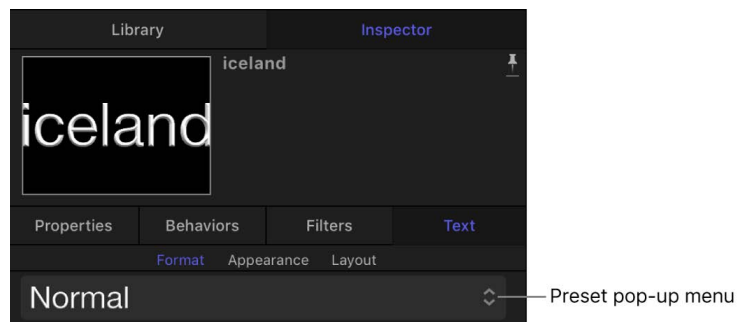 Library Inspector
iceland
iceland
Properties Behaviors Filters Text
Format Appearance Layout
Normal
Preset pop-up menu